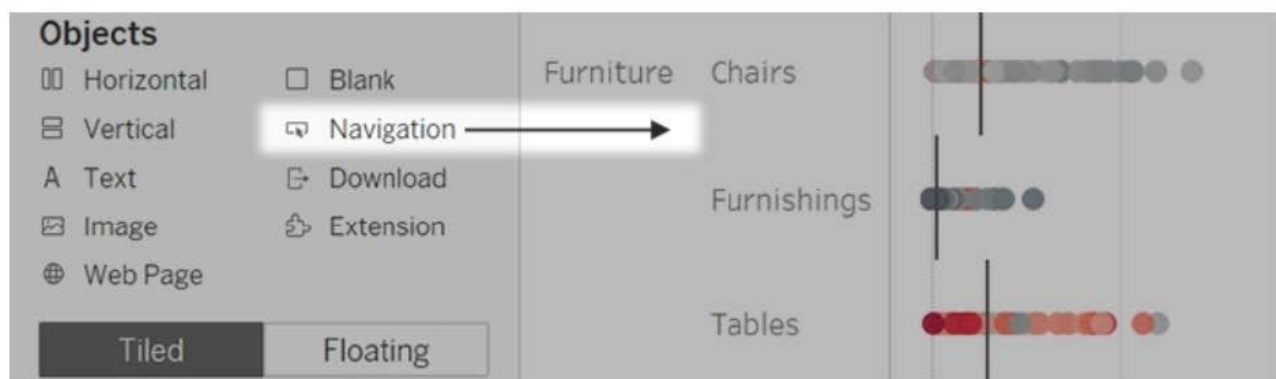 Objects
Horizontal
Blank
Vertical
Navigation
Text
Download
Image
Extension
Web Page
Tiled
Floating
Furniture
Chairs
Furnishings
Tables